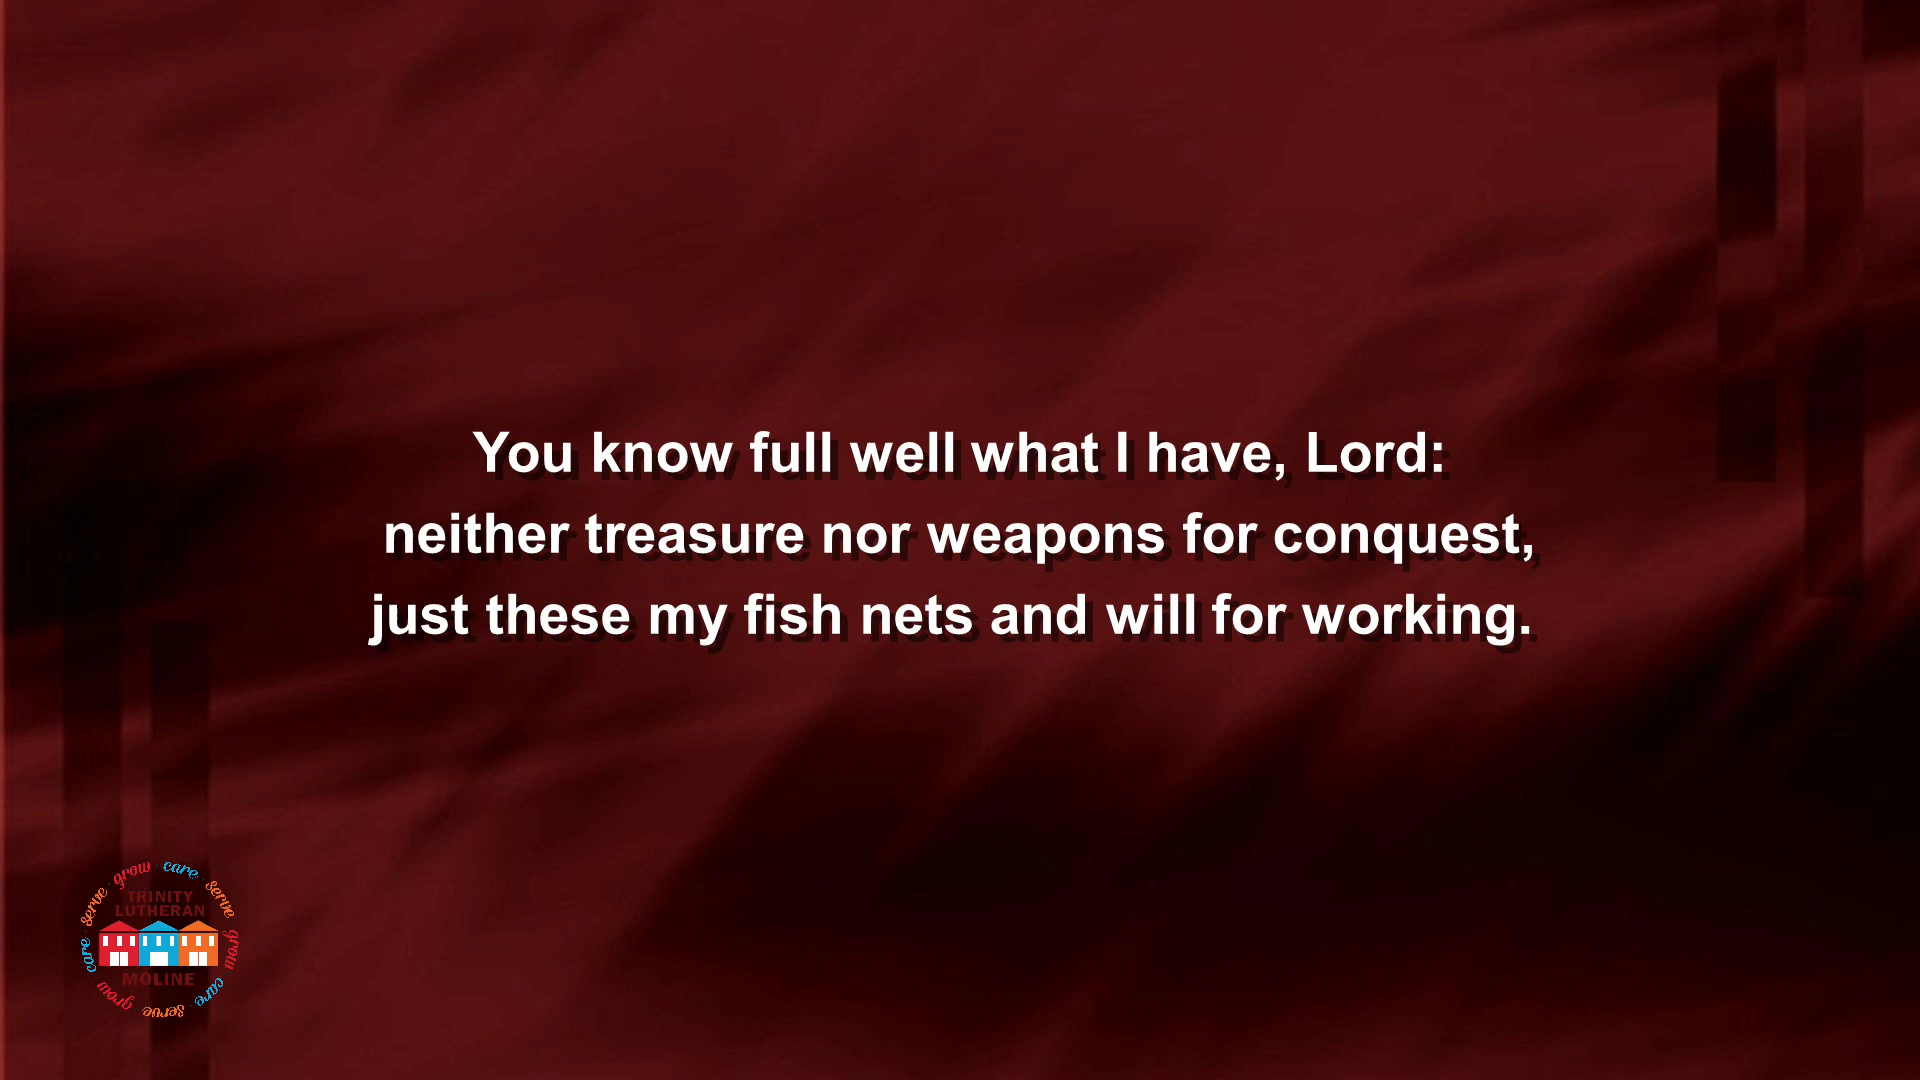 You know full well what I have, Lord:
neither treasure nor weapons for conquest,
just these my fish nets and will for working.
grow care serve grow care serve grow care serve
TRINITY
LUTHERAN
MOLINE